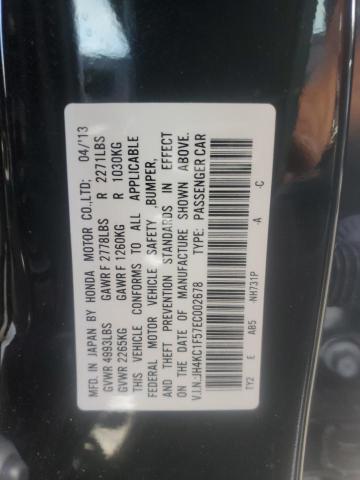 MFD. IN JAPAN BY HONDA MOTOR CO.,LTD; 04/'13
GVWR 4993LBS GAWR F 2778LBS R 2271LBS
GVWR 2265KG GAWR F 1260KG R 1030KG
THIS VEHICLE CONFORMS TO ALL APPLICABLE
FEDERAL MOTOR VEHICLE SAFETY ,BUMPER,
AND THEFT PREVENTION STANDARDS IN EFFECT
ON THE DATE OF MANUFACTURE SHOWN ABOVE.
V.I.N.:JH4KC1F57EC002678 TYPE: PASSENGER CAR
TY2 E AB5 -NH731P -A -C